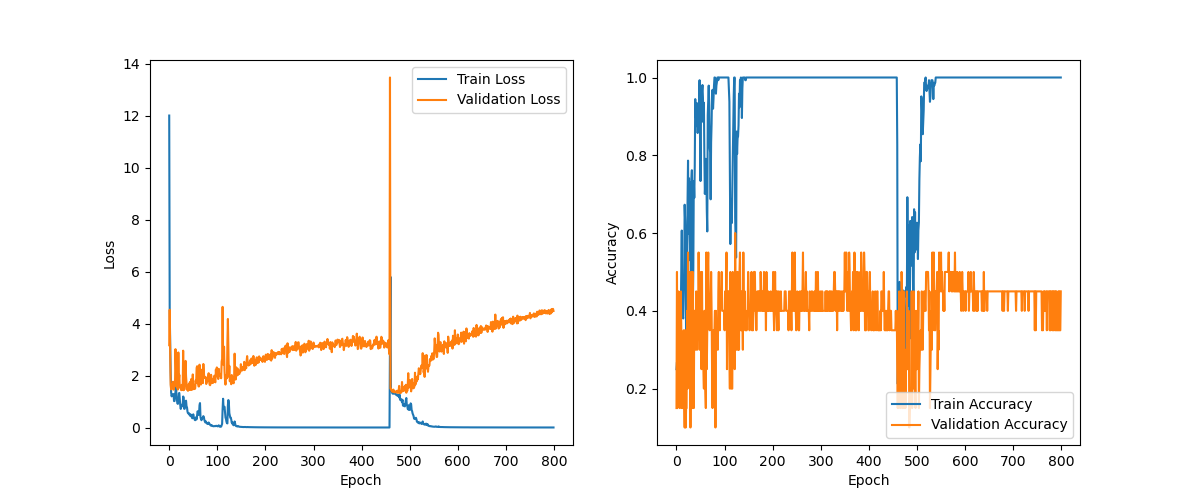 14
12
10
8
6
4
2
0
Loss
0 100 200 300 400 500 600 700 800
Epoch
Train Loss
Validation Loss
1.0
0.8
0.6
0.4
0.2
Accuracy
0 100 200 300 400 500 600 700 800
Epoch
Train Accuracy
Validation Accuracy